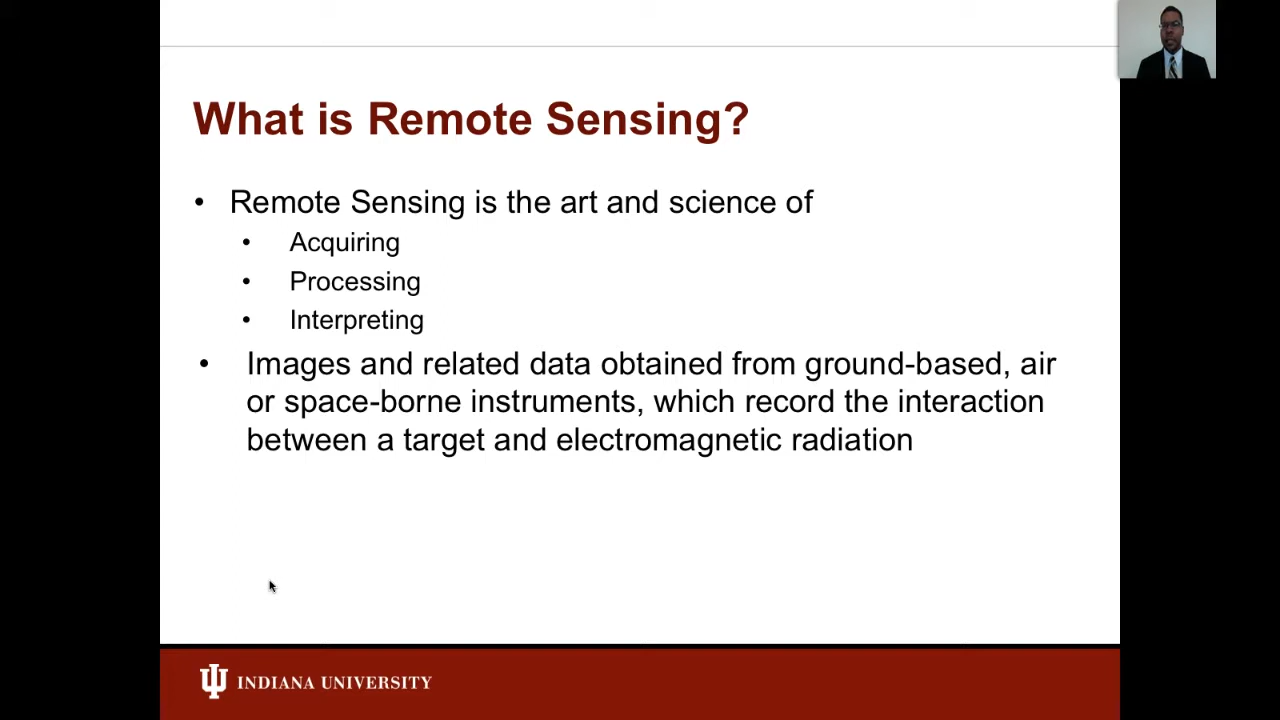 What is Remote Sensing?
• Remote Sensing is the art and science of
• Acquiring
• Processing
• Interpreting
• Images and related data obtained from ground-based, air
or space-borne instruments, which record the interaction
between a target and electromagnetic radiation
INDIANA UNIVERSITY